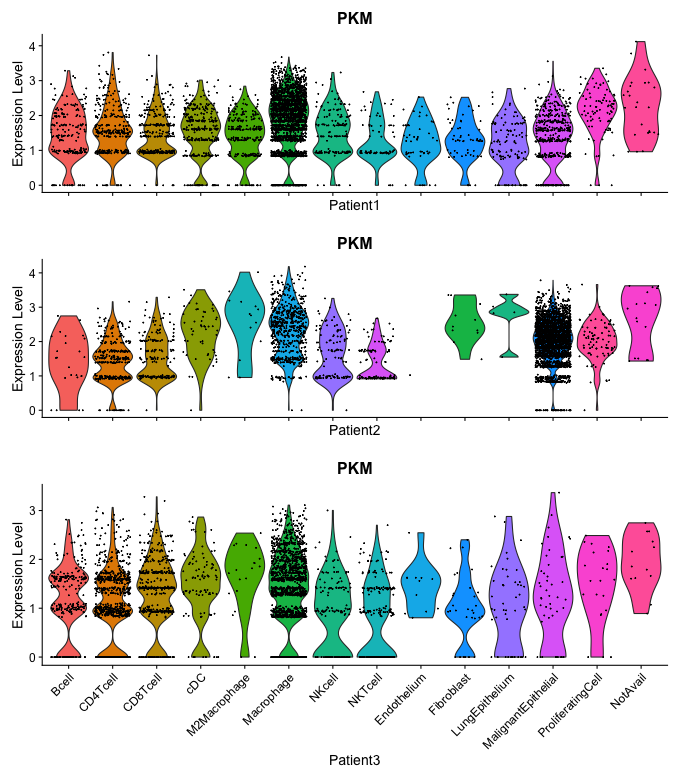 PKM
Expression Level
4
3
2
1
0
Patient1
PKM
Expression Level
4
3
2
1
0
Patient2
PKM
Expression Level
3
2
1
0
Bcell
CD4Tcell
CD8Tcell
cDC
M2Macrophage
Macrophage
NKcell
NKTcell
Endothelium
Fibroblast
LungEpithelium
MalignantEpithelial
ProliferatingCell
NotAvail
Patient3